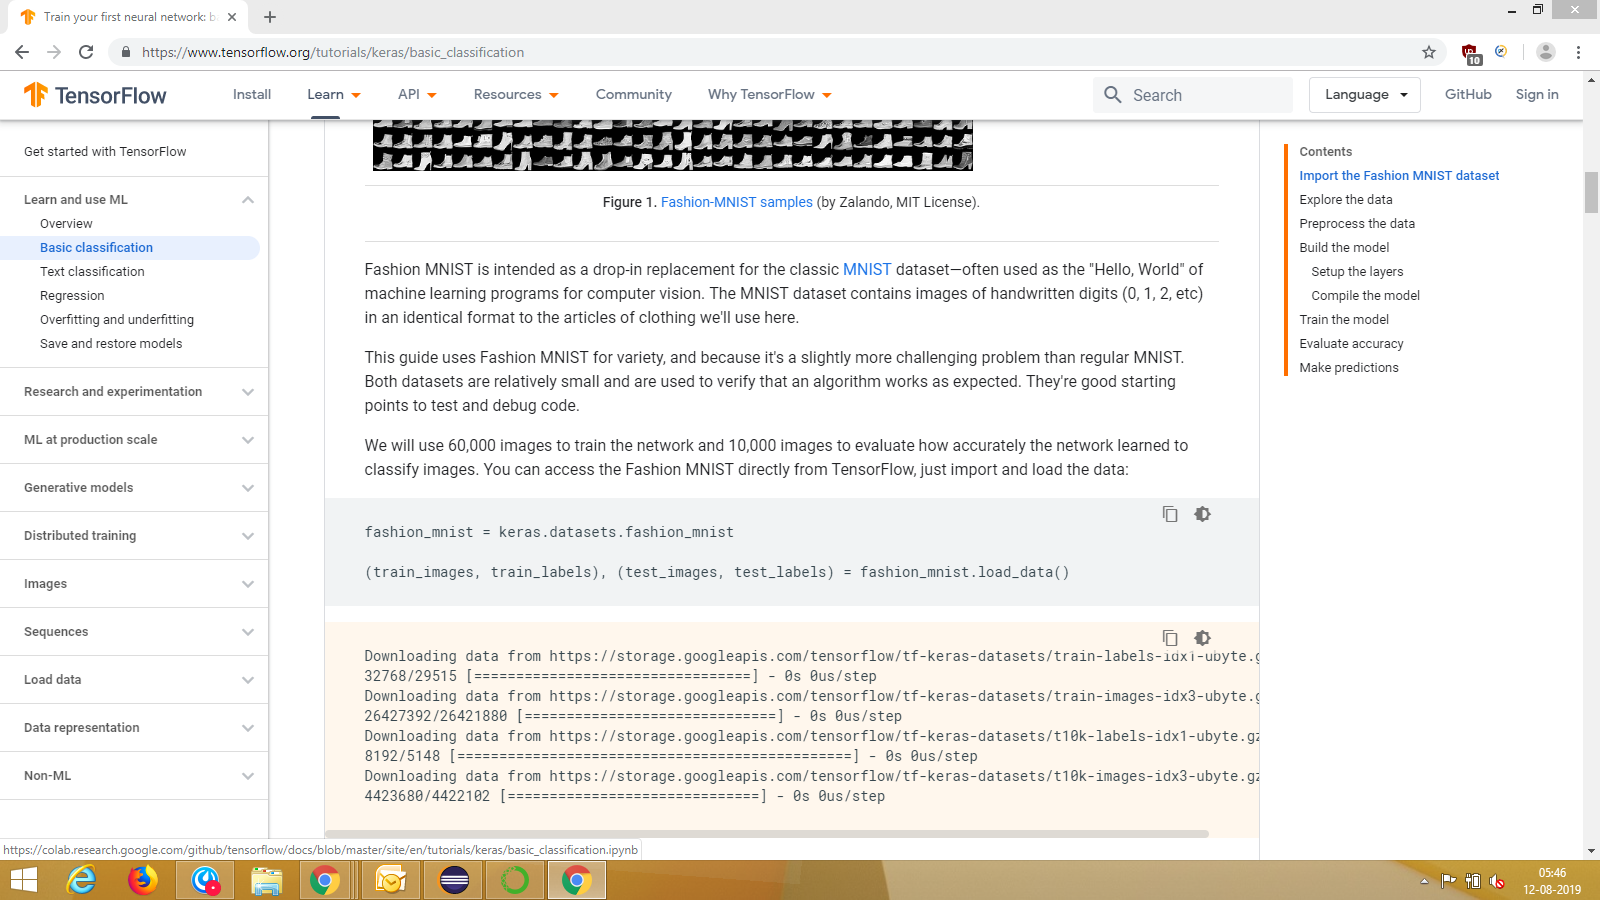 Train your first neural network: b
https://www.tensorflow.org/tutorials/keras/basic_classification
10
TensorFlow
Install
Learn
API
Resources
Community
Why TensorFlow
Search
Language
GitHub
Sign in
Get started with TensorFlow
Learn and use ML
Overview
Basic classification
Text classification
Regression
Overfitting and underfitting
Save and restore models
Research and experimentation
ML at production scale
Generative models
Distributed training
Images
Sequences
Load data
Data representation
Non-ML
Figure 1. Fashion-MNIST samples (by Zalando, MIT License).
Fashion MNIST is intended as a drop-in replacement for the classic MNIST dataset—often used as the "Hello, World" of
machine learning programs for computer vision. The MNIST dataset contains images of handwritten digits (0, 1, 2, etc)
in an identical format to the articles of clothing we'll use here.
This guide uses Fashion MNIST for variety, and because it's a slightly more challenging problem than regular MNIST.
Both datasets are relatively small and are used to verify that an algorithm works as expected. They're good starting
points to test and debug code.
We will use 60,000 images to train the network and 10,000 images to evaluate how accurately the network learned to
classify images. You can access the Fashion MNIST directly from TensorFlow, just import and load the data:
fashion_mnist = keras.datasets.fashion_mnist
(train_images, train_labels), (test_images, test_labels) = fashion_mnist.load_data()
Downloading data from https://storage.googleapis.com/tensorflow/tf-keras-datasets/train-labels-idx1-ubyte.g
32768/29515 [=================================] - 0s 0us/step
Downloading data from https://storage.googleapis.com/tensorflow/tf-keras-datasets/train-images-idx3-ubyte.g
26427392/26421880 [==============================] - 0s 0us/step
Downloading data from https://storage.googleapis.com/tensorflow/tf-keras-datasets/t10k-labels-idx1-ubyte.gz
8192/5148 [===============================================] - 0s 0us/step
Downloading data from https://storage.googleapis.com/tensorflow/tf-keras-datasets/t10k-images-idx3-ubyte.gz
4423680/4422102 [==============================] - 0s 0us/step
Contents
Import the Fashion MNIST dataset
Explore the data
Preprocess the data
Build the model
Setup the layers
Compile the model
Train the model
Evaluate accuracy
Make predictions
https://colab.research.google.com/github/tensorflow/docs/blob/master/site/en/tutorials/keras/basic_classification.ipynb
05:46
12-08-2019